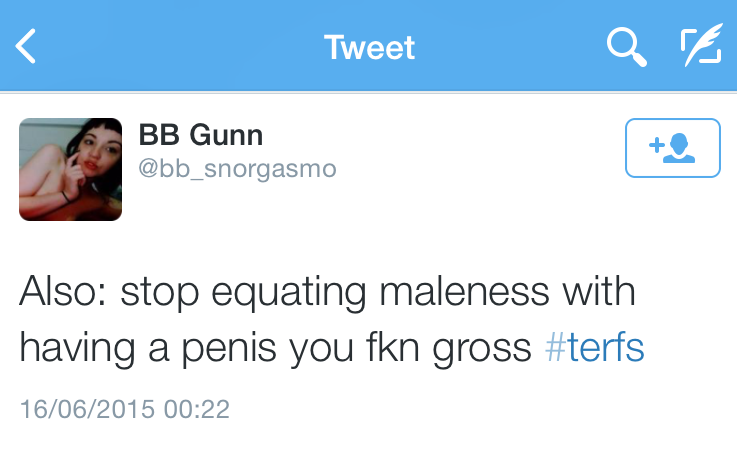 Tweet
BB Gunn
@bb_snorgasmo
Also: stop equating maleness with
having a penis you fkn gross #terfs
16/06/2015 00:22